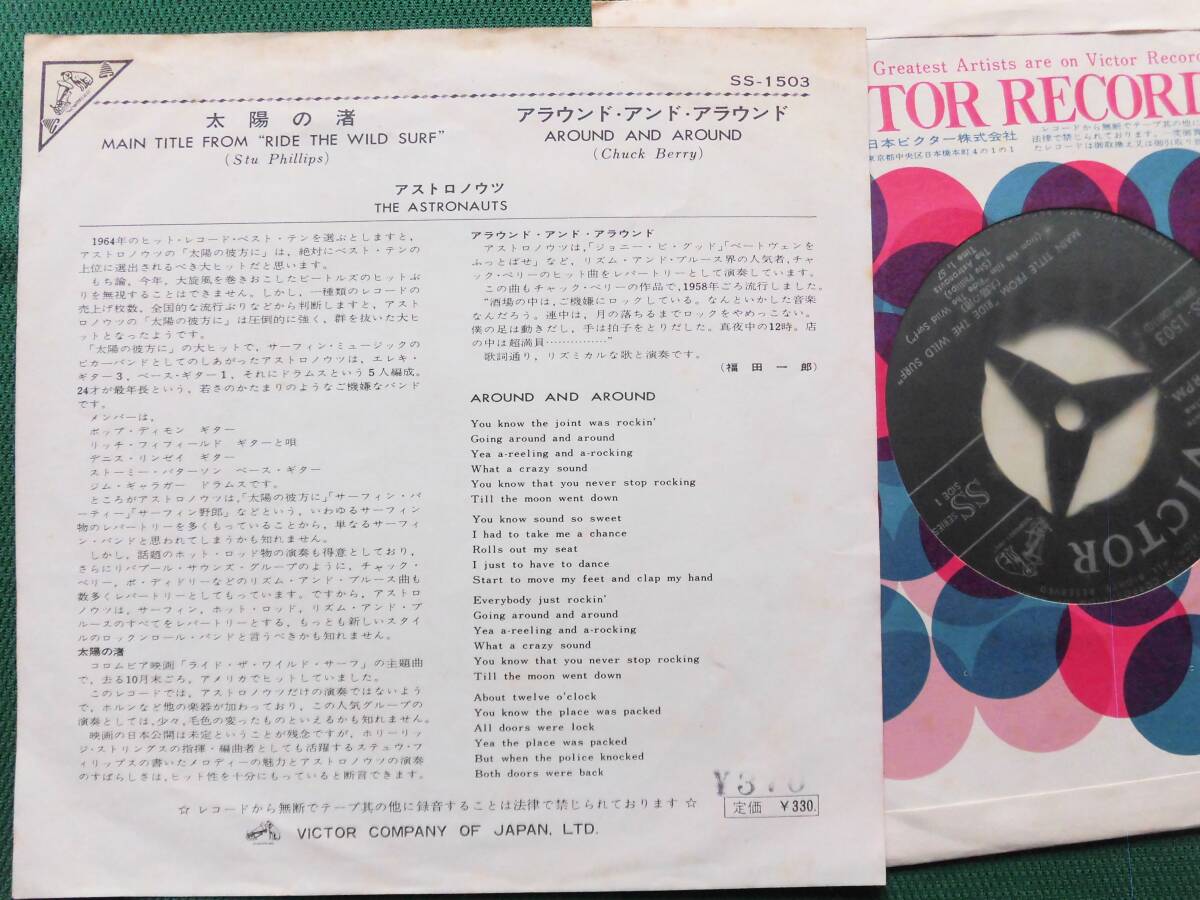 SS-1503
太陽の渚
MAIN TITLE FROM "RIDE THE WILD SURF"
(Stu Phillips)
アラウンド・アンド・アラウンド
AROUND AND AROUND
(Chuck Berry)
アストロノウツ
THE ASTRONAUTS
1964年のヒット・レコード・ベスト・テンを選ぶとしますと,
アストロノウツの「太陽の彼方に」は, 絶対にベスト・テンの
上位に選出されるべき大ヒットだと思います。
もち論, 今年, 大旋風を巻きおこしたビートルズのヒットぶ
りを無視することはできません。しかし, 一種類のレコードの
売上げ枚数, 全国的な流行ぶりなどから判断しますと, アスト
ロノウツの「太陽の彼方に」は圧倒的に強く, 群を抜いた大ヒ
ットとなったようです。
「太陽の彼方に」の大ヒットで, サーフィン・ミュージックの
ピカーバンドとしてのしあがったアストロノウツは, エレキ・
ギター3, ベース・ギター1, それにドラムスという5人編成。
24才が最年長という, 若さのかたまりのようなご機嫌なバンド
です。
メンバーは,
ボップ・ディモン ギター
リッチ・フィフィールド ギターと唄
デニス・リンゼイ ギター
ストーミー・パターソン ベース・ギター
ジム・ギャラガー ドラムスです。
ところがアストロノウツは,「太陽の彼方に」「サーフィン・パ
ーティー」「サーフィン野郎」などという, いわゆるサーフィン
物のレパートリーを多くもっていることから, 単なるサーフィ
ン・バンドと思われてしまうかも知れません。
しかし, 話題のホット・ロッド物の演奏も得意としており,
さらにリバプール・サウンズ・グループのように, チャック・
ベリー, ボ・ディドリーなどのリズム・アンド・ブルース曲も
数多くレパートリーとしてもっています。ですから, アストロ
ノウツは, サーフィン, ホット・ロッド, リズム・アンド・ブ
ルースのすべてをレパートリーとする, もっとも新しいスタイ
ルのロックンロール・バンドと言うべきかも知れません。
太陽の渚
コロムビア映画「ライド・ザ・ワイルド・サーフ」の主題曲
で, 去る10月末ごろ, アメリカでヒットしていました。
このレコードでは, アストロノウツだけの演奏ではないよう
で, ホルンなど他の楽器が加わっており, この人気グループの
演奏としては, 少々, 毛色の変ったものといえるかも知れません。
映画の日本公開は未定ということが残念ですが, ホリーリッ
ジ・ストリングスの指揮・編曲者としても活躍するステュウ・フ
ィリップスの書いたメロディーの魅力とアストロノウツの演奏
のすばらしさは, ヒット性を十分にもっていると断言できます。
アラウンド・アンド・アラウンド
アストロノウツは,「ジョニー・ビ・グッド」「ベートヴェンを
ふっとばせ」など, リズム・アンド・ブルース界の人気者, チャ
ック・ベリーのヒット曲をレパートリーとして演奏しています。
この曲もチャック・ベリーの作品で, 1958年ごろ流行しました。
"酒場の中は, ご機嫌にロックしている。なんといかした音楽
なんだろう。連中は, 月の落ちるまでロックをやめっこない。
僕の足は動きだし, 手は拍子をとりだした。真夜中の12時。店
の中は超満員……………"
歌詞通り, リズミカルな歌と演奏です。
(福田一郎)
AROUND AND AROUND
You know the joint was rockin'
Going around and around
Yea a-reeling and a-rocking
What a crazy sound
You know that you never stop rocking
Till the moon went down
You know sound so sweet
I had to take me a chance
Rolls out my seat
I just to have to dance
Start to move my feet and clap my hand
Everybody just rockin'
Going around and around
Yea a-reeling and a-rocking
What a crazy sound
You know that you never stop rocking
Till the moon went down
About twelve o'clock
You know the place was packed
All doors were lock
Yea the place was packed
But when the police knocked
Both doors were back
¥370
定価 ¥330.
☆ レコードから無断でテープ其の他に録音することは法律で禁じられております ☆
VICTOR COMPANY OF JAPAN, LTD.
Greatest Artists are on Victor Recor
TOR RECORI
日本ビクター株式会社
東京都中央区日本橋本町4の1の1
レコードから無断でテープ其の他に
法律で禁じられております。
たレコードは御取換え又は御引取り
MAIN TITLE FROM "RIDE THE WILD SURF"
(Stu Phillips)
The Astronauts
1503
SS
SERIES
SIDE 1
VICTOR